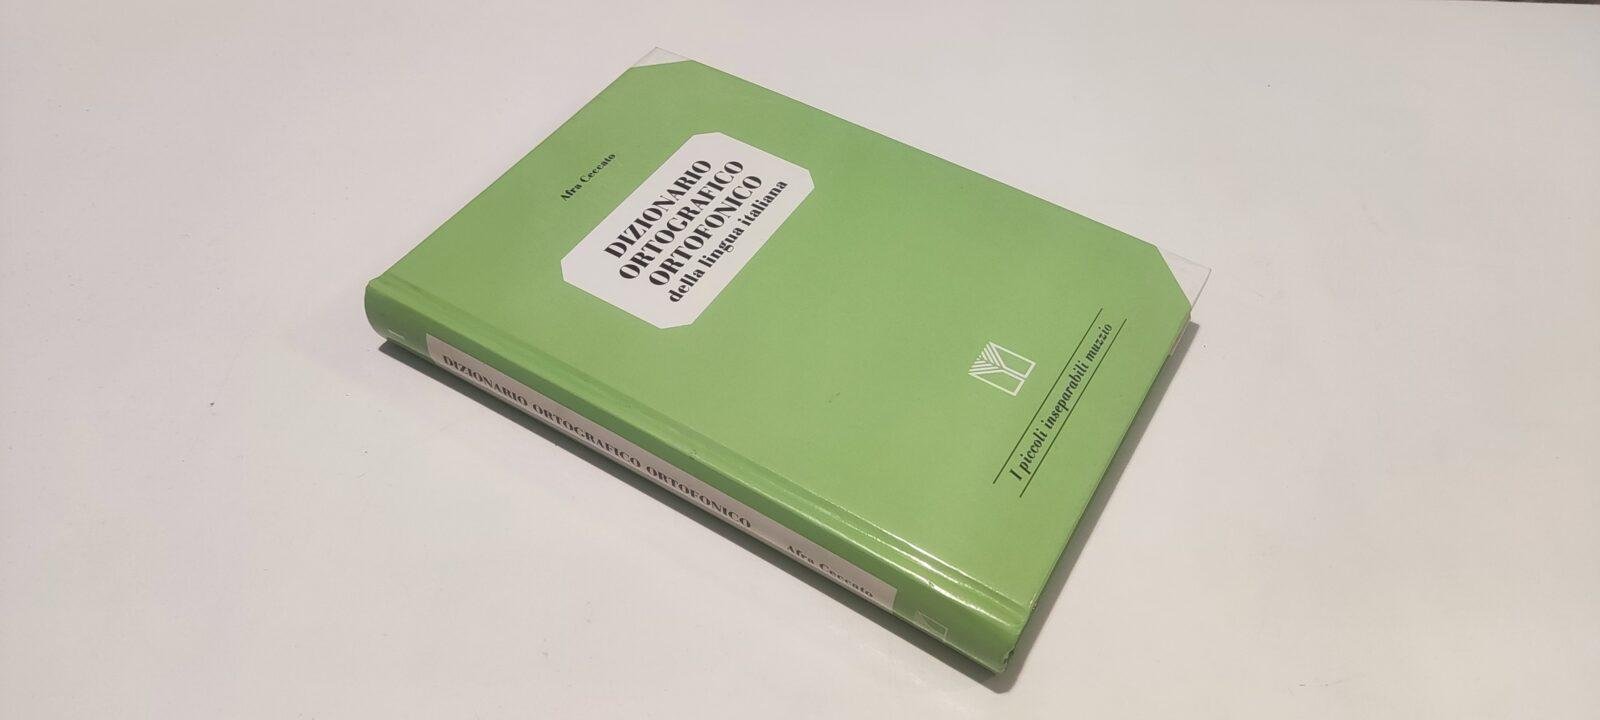 Afra Ceccato
DIZIONARIO
ORTOGRAFICO
ORTOFONICO
della lingua italiana
I piccoli inseparabili muzzio
DIZIONARIO ORTOGRAFICO ORTOFONICO
Afra Ceccato